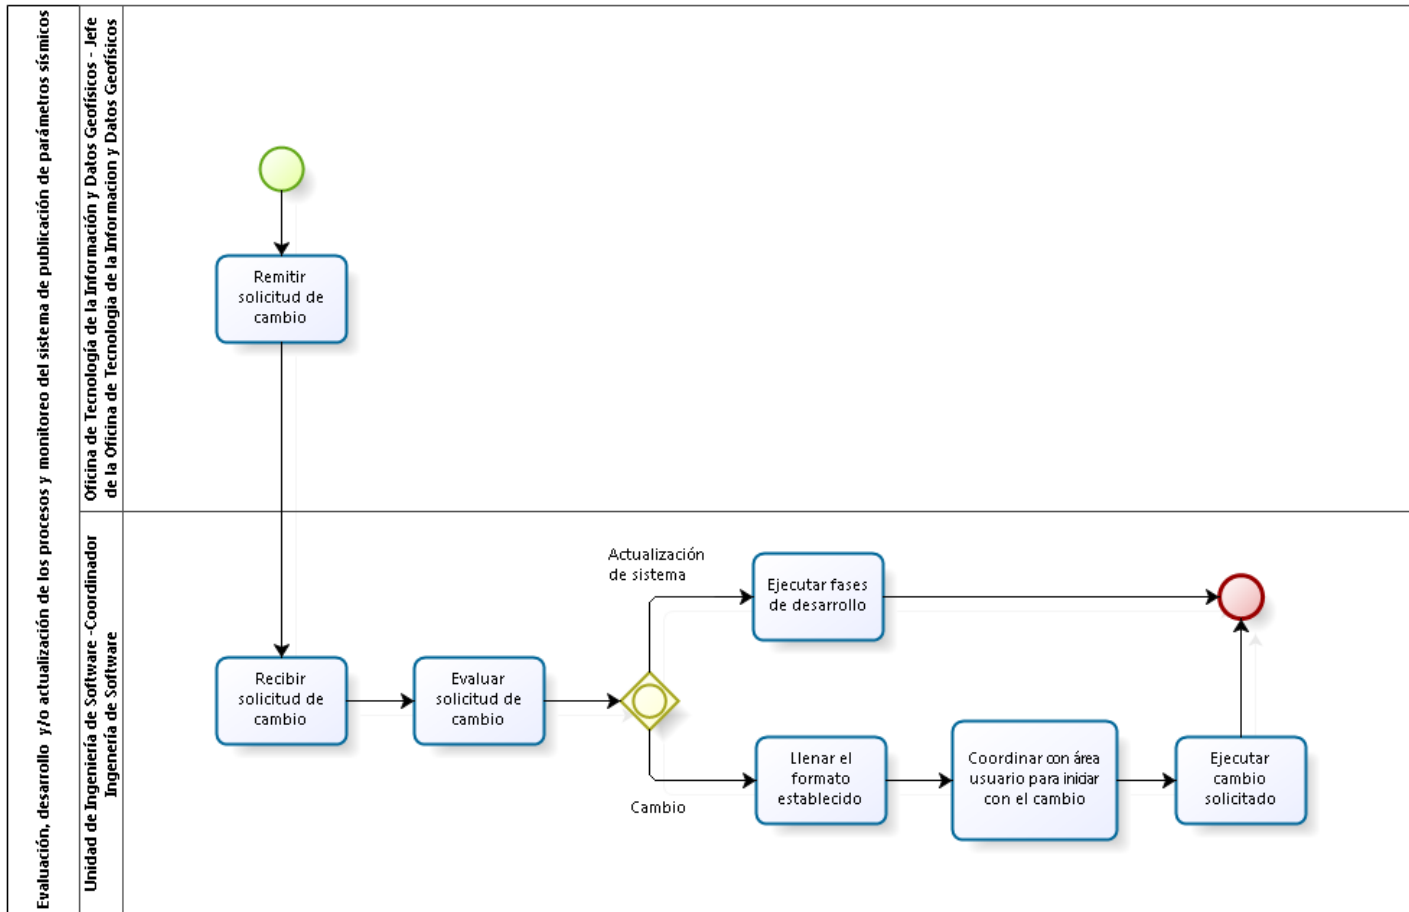 Evaluación, desarrollo y/o actualización de los procesos y monitoreo del sistema de publicación de parámetros sísmicos
Oficina de Tecnología de la Información y Datos Geofísicos - Jefe
de la Oficina de Tecnologia de la Informacion y Datos Geofísicos
Remitir
solicitud de
cambio
Unidad de Ingeniería de Software -Coordinador
Ingenería de Software
Recibir
solicitud de
cambio
Evaluar
solicitud de
cambio
Actualización
de sistema
Ejecutar fases
de desarrollo
Cambio
Llenar el
formato
establecido
Coordinar con área
usuario para iniciar
con el cambio
Ejecutar
cambio
solicitado